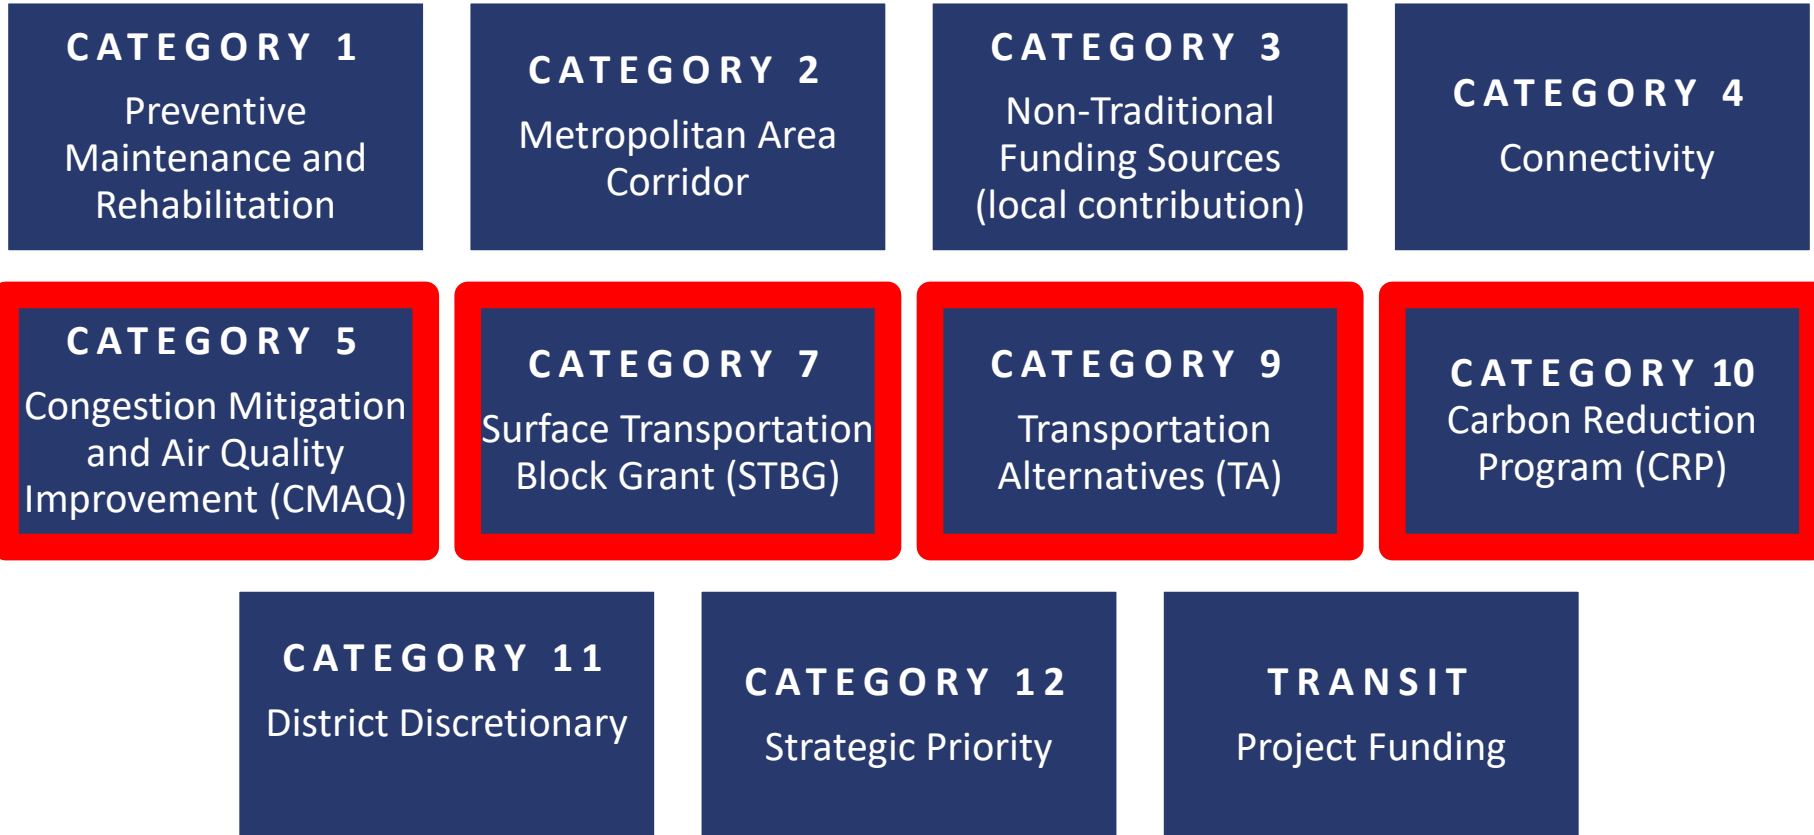 CATEGORY 1
Preventive
Maintenance and
Rehabilitation
CATEGORY 2
Metropolitan Area
Corridor
CATEGORY 3
Non-Traditional
Funding Sources
(local contribution)
CATEGORY 4
Connectivity
CATEGORY 5
Congestion Mitigation
and Air Quality
Improvement (CMAQ)
CATEGORY 7
Surface Transportation
Block Grant (STBG)
CATEGORY 9
Transportation
Alternatives (TA)
CATEGORY 10
Carbon Reduction
Program (CRP)
CATEGORY 11
District Discretionary
CATEGORY 12
Strategic Priority
TRANSIT
Project Funding